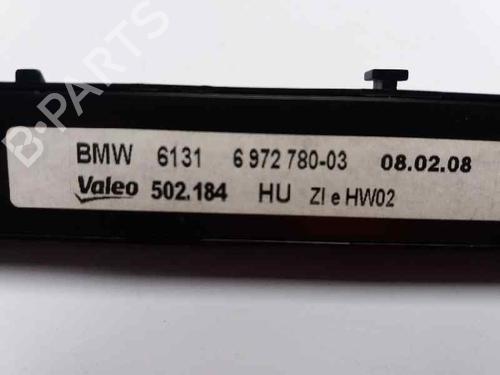 B-PARTS
BMW 6131 6 972 780-03 08.02.08
Valeo 502.184 HU ZI e HW02